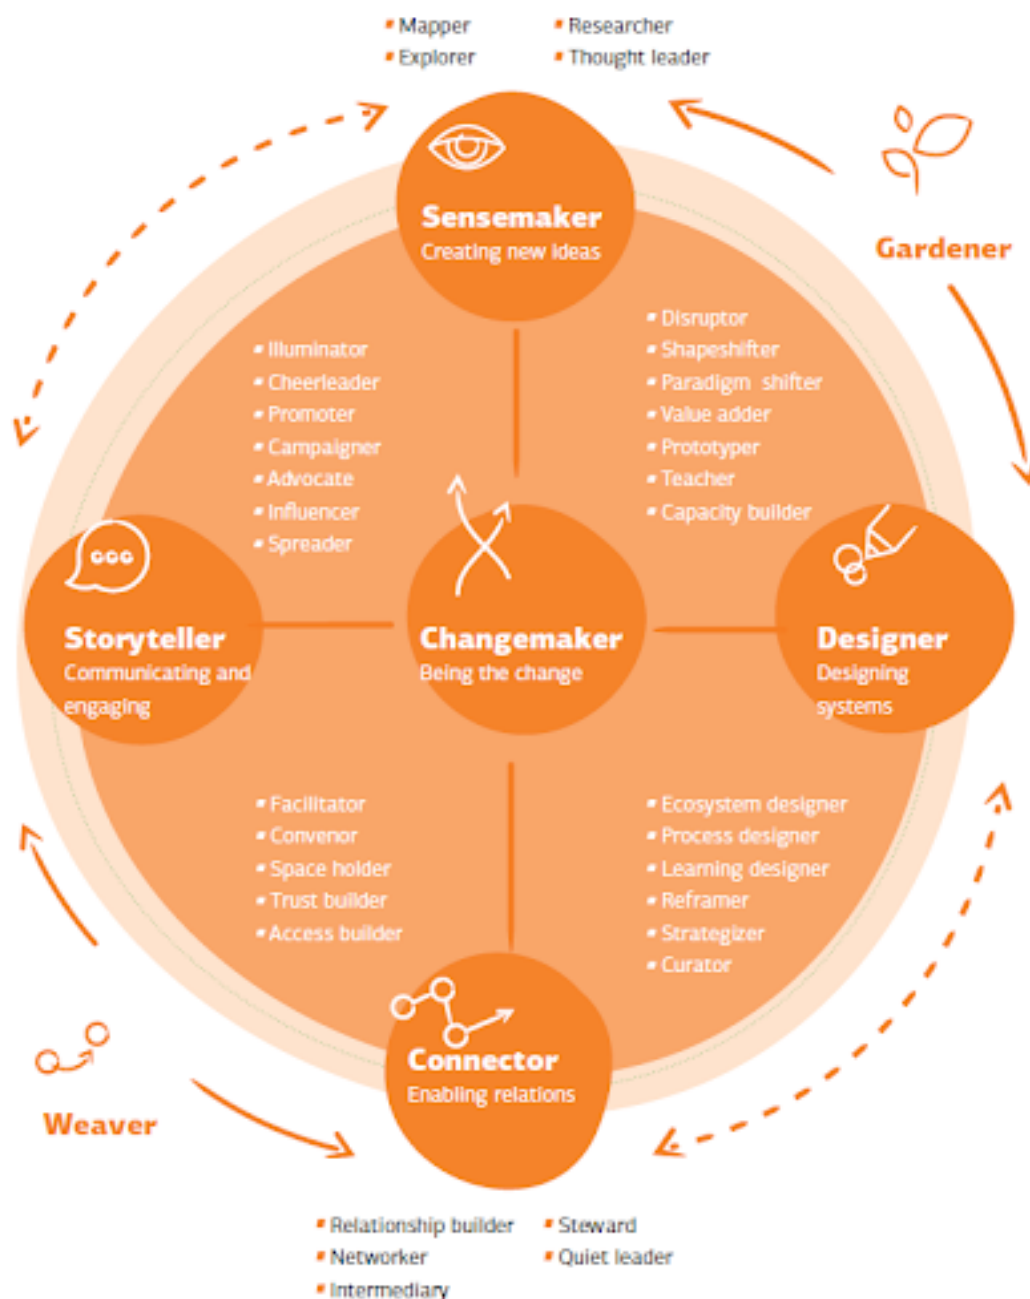 ▪ Mapper
▪ Explorer
▪ Researcher
▪ Thought leader
Gardener
Sensemaker
Creating new ideas
▪ Illuminator
▪ Cheerleader
▪ Promoter
▪ Campaigner
▪ Advocate
▪ Influencer
▪ Spreader
▪ Disruptor
▪ Shapeshifter
▪ Paradigm shifter
▪ Value adder
▪ Prototyper
▪ Teacher
▪ Capacity builder
Storyteller
Communicating and
engaging
Changemaker
Being the change
Designer
Designing
systems
▪ Facilitator
▪ Convenor
▪ Space holder
▪ Trust builder
▪ Access builder
▪ Ecosystem designer
▪ Process designer
▪ Learning designer
▪ Reframer
▪ Strategizer
▪ Curator
Connector
Enabling relations
Weaver
▪ Relationship builder
▪ Networker
▪ Intermediary
▪ Steward
▪ Quiet leader